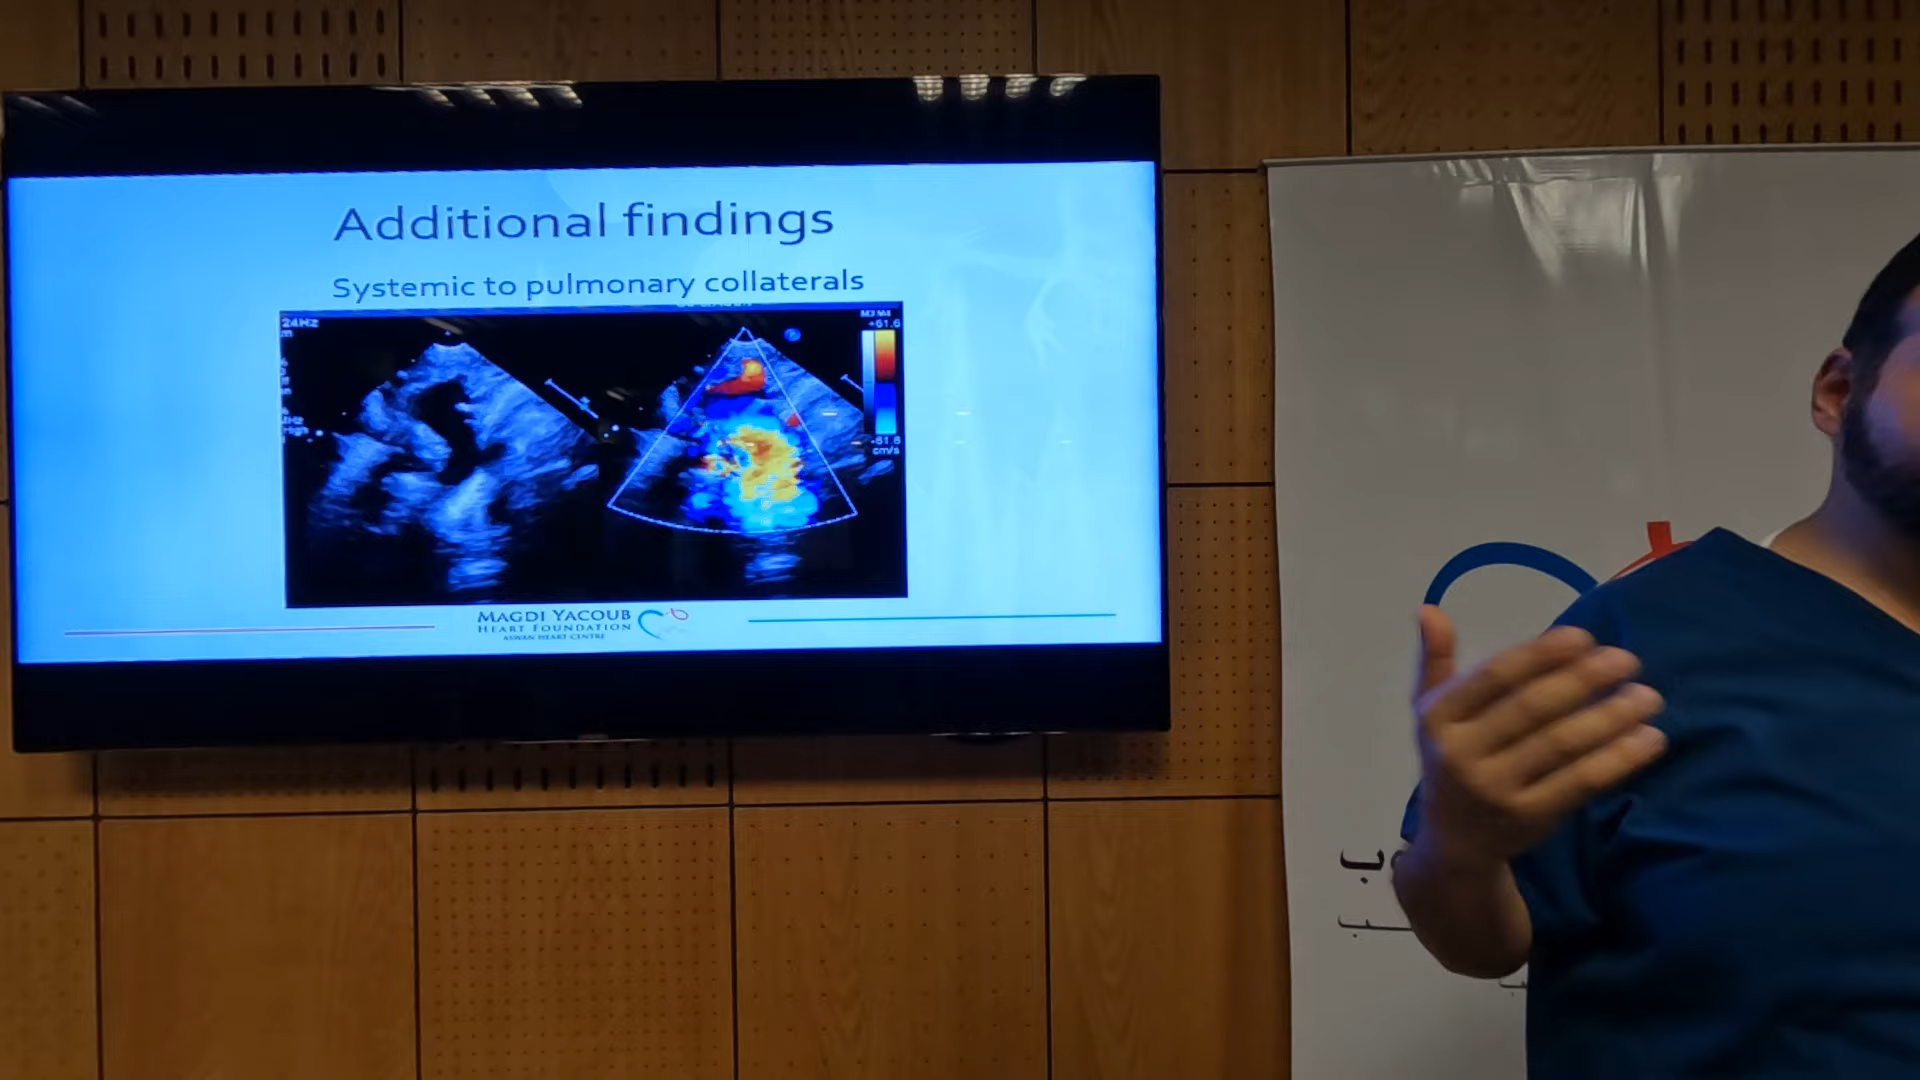 Additional findings
Systemic to pulmonary collaterals
24Hz
+61.6
-61.6
cm/s
MAGDI YACOUB
HEART FOUNDATION
ASWAN HEART CENTRE